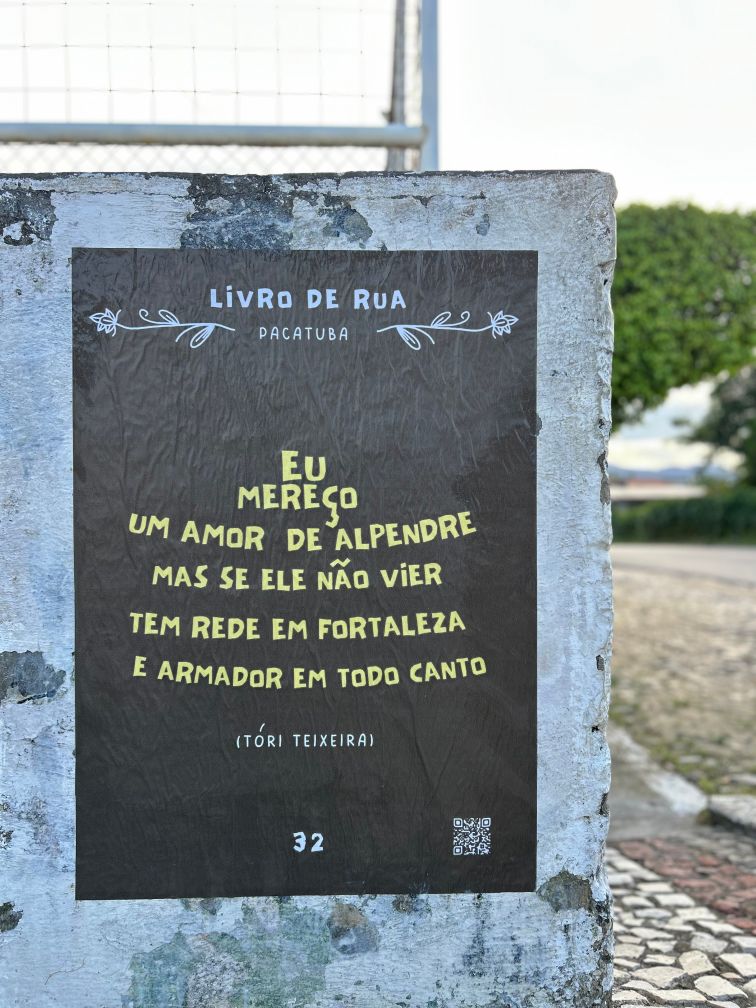 LIVRO DE RUA
PACATUBA
EU
MEREÇO
UM AMOR DE ALPENDRE
MAS SE ELE NÃO VIER
TEM REDE EM FORTALEZA
E ARMADOR EM TODO CANTO
(TÓRI TEIXEIRA)
32